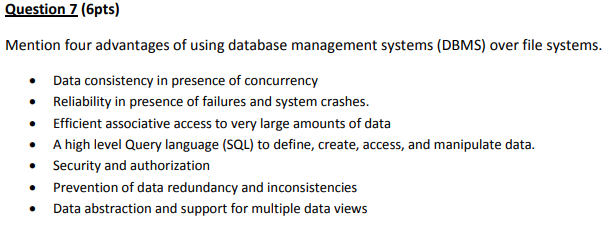 Question 7 (6pts)
Mention four advantages of using database management systems (DBMS) over file systems.
• Data consistency in presence of concurrency
• Reliability in presence of failures and system crashes.
• Efficient associative access to very large amounts of data
• A high level Query language (SQL) to define, create, access, and manipulate data.
• Security and authorization
• Prevention of data redundancy and inconsistencies
• Data abstraction and support for multiple data views